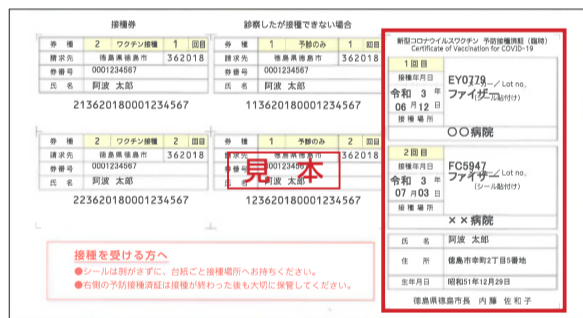 接種券
診察したが接種できない場合
券 種 2 ワクチン接種 1 回目
請求先 徳島県徳島市 362018
券番号 0001234567
氏 名 阿波 太郎
2136201800001234567
券 種 1 予診のみ 1 回目
請求先 徳島県徳島市 362018
券番号 0001234567
氏 名 阿波 太郎
1136201800001234567
券 種 2 ワクチン接種 2 回目
請求先 徳島県徳島市 362018
券番号 0001234567
氏 名 阿波 太郎
2236201800001234567
券 種 1 予診のみ 2 回目
請求先 徳島県徳島市 362018
券番号 0001234567
氏 名 阿波 太郎
1236201800001234567
見本
接種を受ける方へ
●シールは剥がさずに、台紙ごと接種場所へお持ちください。
●右側の予防接種済証は接種が終わった後も大切に保管してください。
新型コロナウイルスワクチン 予防接種済証（臨時）
Certificate of Vaccination for COVID-19
1回目
接種年月日
令和 3 年
06 月 12 日
EY0779
ファイザー
／Lot no.
(シール貼付け)
接種場所
〇〇病院
2回目
接種年月日
令和 3 年
07 月 03 日
FC5947
ファイザー
／Lot no.
(シール貼付け)
接種場所
××病院
氏 名 阿波 太郎
住 所 徳島市幸町2丁目5番地
生年月日 昭和51年12月29日
徳島県徳島市長 内藤 佐和子